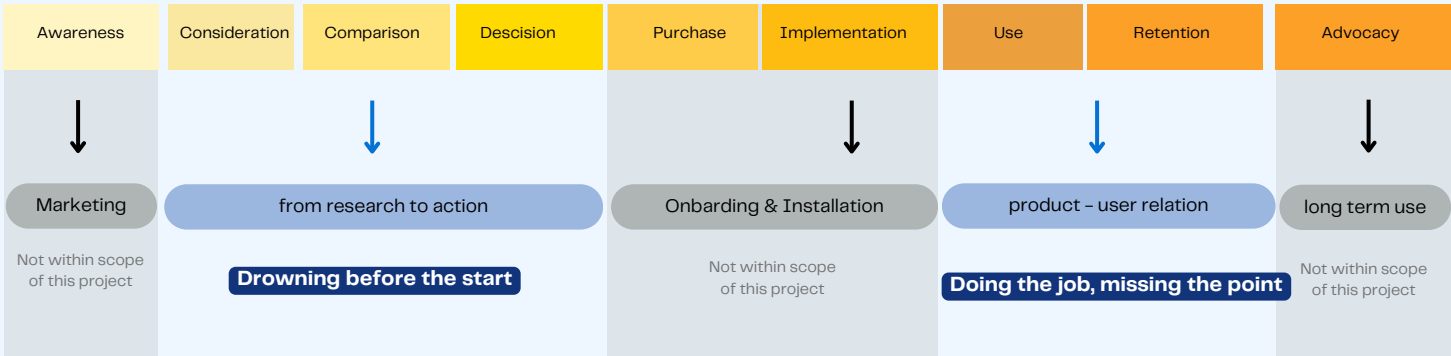 Awareness
Consideration
Comparison
Descision
Purchase
Implementation
Use
Retention
Advocacy
Marketing
from research to action
Onbarding & Installation
product - user relation
long term use
Not within scope
of this project
Drowning before the start
Not within scope
of this project
Doing the job, missing the point
Not within scope
of this project